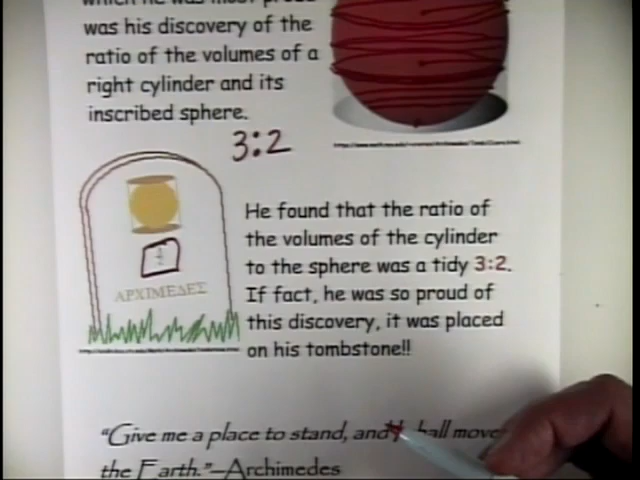 which he was most proud
was his discovery of the
ratio of the volumes of a
right cylinder and its
inscribed sphere.
3:2
ΑΡΧΙΜΕΔΕΣ
He found that the ratio of
the volumes of the cylinder
to the sphere was a tidy 3:2.
If fact, he was so proud of
this discovery, it was placed
on his tombstone!!
"Give me a place to stand, and hall move
the Earth."—Archimedes